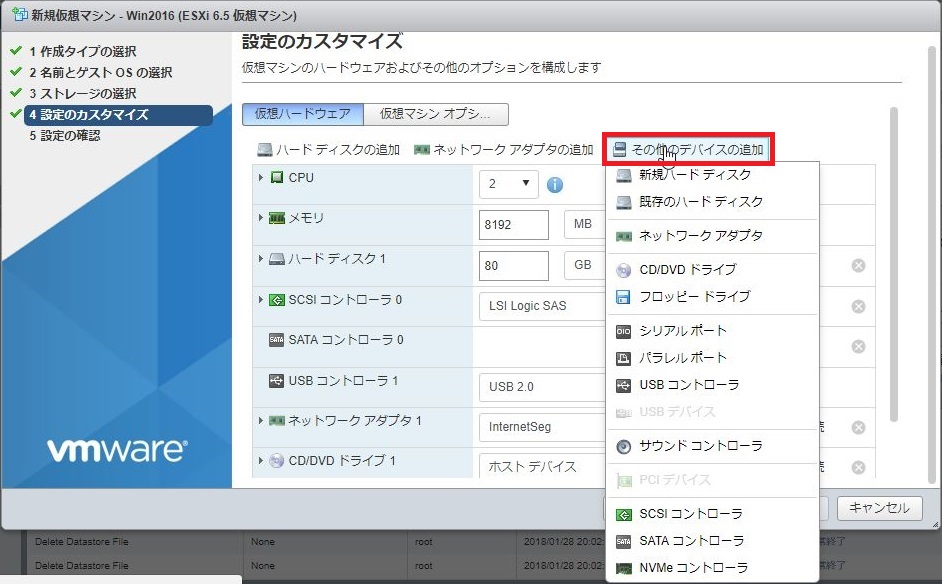 新規仮想マシン - Win2016 (ESXi 6.5 仮想マシン)
1 作成タイプの選択
2 名前とゲスト OS の選択
3 ストレージの選択
4 設定のカスタマイズ
5 設定の確認
vmware®
設定のカスタマイズ
仮想マシンのハードウェアおよびその他のオプションを構成します
仮想ハードウェア 仮想マシン オプシ...
ハード ディスクの追加 ネットワーク アダプタの追加 その他のデバイスの追加
CPU 2
メモリ 8192 MB
ハード ディスク 1 80 GB
SCSI コントローラ 0 LSI Logic SAS
SATA コントローラ 0
USB コントローラ 1 USB 2.0
ネットワーク アダプタ 1 InternetSeg
CD/DVD ドライブ 1 ホスト デバイス
新規ハード ディスク
既存のハード ディスク
ネットワーク アダプタ
CD/DVD ドライブ
フロッピー ドライブ
シリアル ポート
パラレル ポート
USB コントローラ
USB デバイス
サウンド コントローラ
PCI デバイス
SCSI コントローラ
SATA コントローラ
NVMe コントローラ
キャンセル
Delete Datastore File None root 2018/01/28 20:02: 終了
Delete Datastore File None root 2018/01/28 20:02: 終了